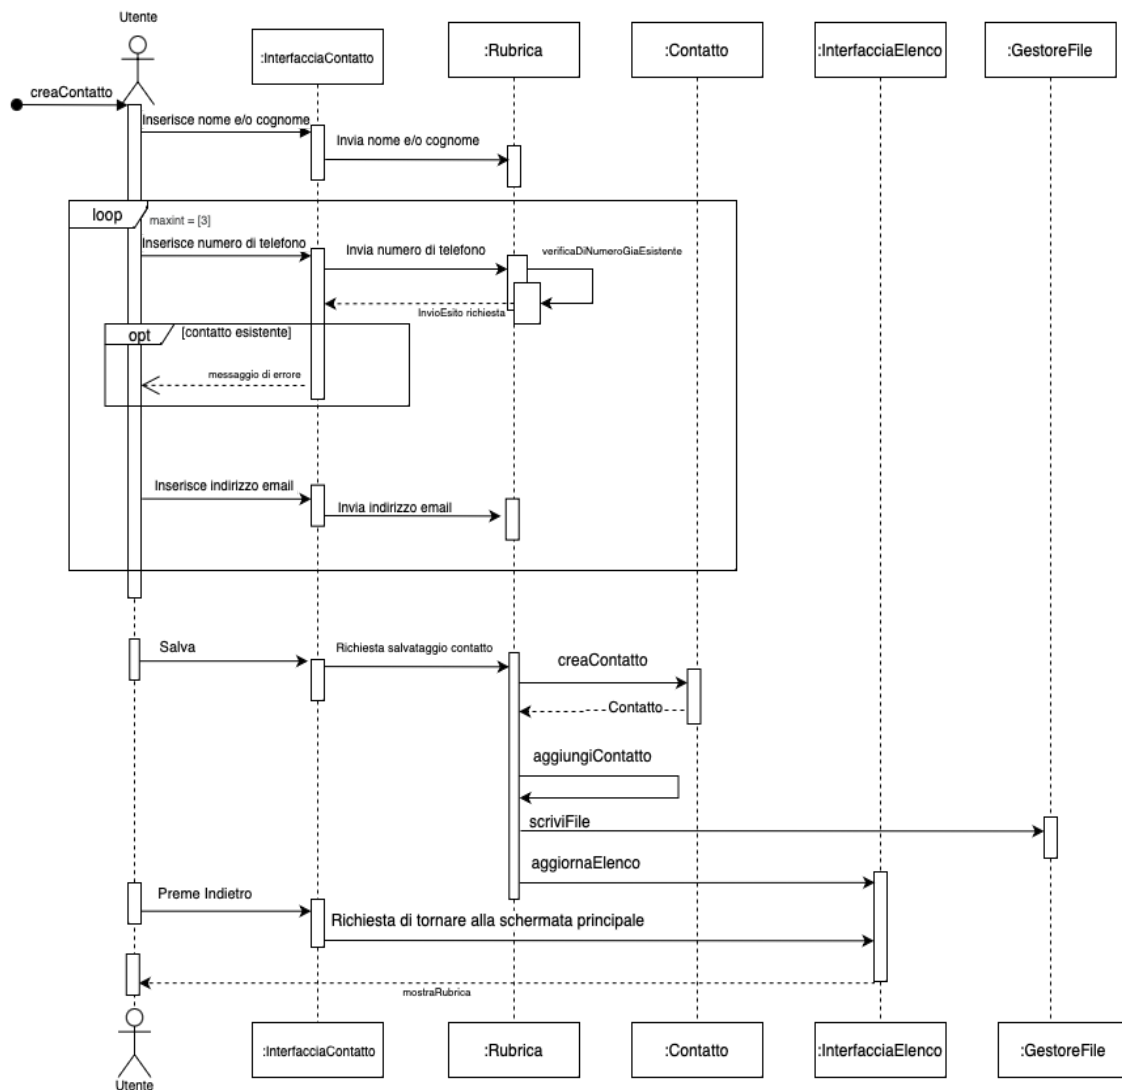 Utente
:InterfacciaContatto
:Rubrica
:Contatto
:InterfacciaElenco
:GestoreFile
creaContatto
Inserisce nome e/o cognome
Invia nome e/o cognome
loop
maxint = [3]
Inserisce numero di telefono
Invia numero di telefono
verificaDiNumeroGiaEsistente
InvioEsito richiesta
opt
[contatto esistente]
messaggio di errore
Inserisce indirizzo email
Invia indirizzo email
Salva
Richiesta salvataggio contatto
creaContatto
Contatto
aggiungiContatto
scriviFile
aggiornaElenco
Preme Indietro
Richiesta di tornare alla schermata principale
mostraRubrica
:InterfacciaContatto
:Rubrica
:Contatto
:InterfacciaElenco
:GestoreFile
Utente